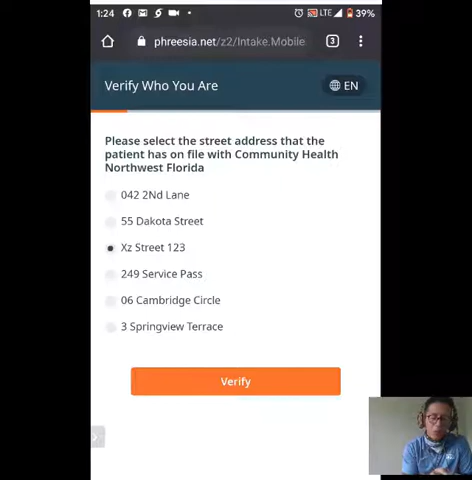 1:24
LTE
39%
phreesia.net/z2/Intake.Mobile
3
Verify Who You Are
EN
Please select the street address that the
patient has on file with Community Health
Northwest Florida
042 2Nd Lane
55 Dakota Street
Xz Street 123
249 Service Pass
06 Cambridge Circle
3 Springview Terrace
Verify